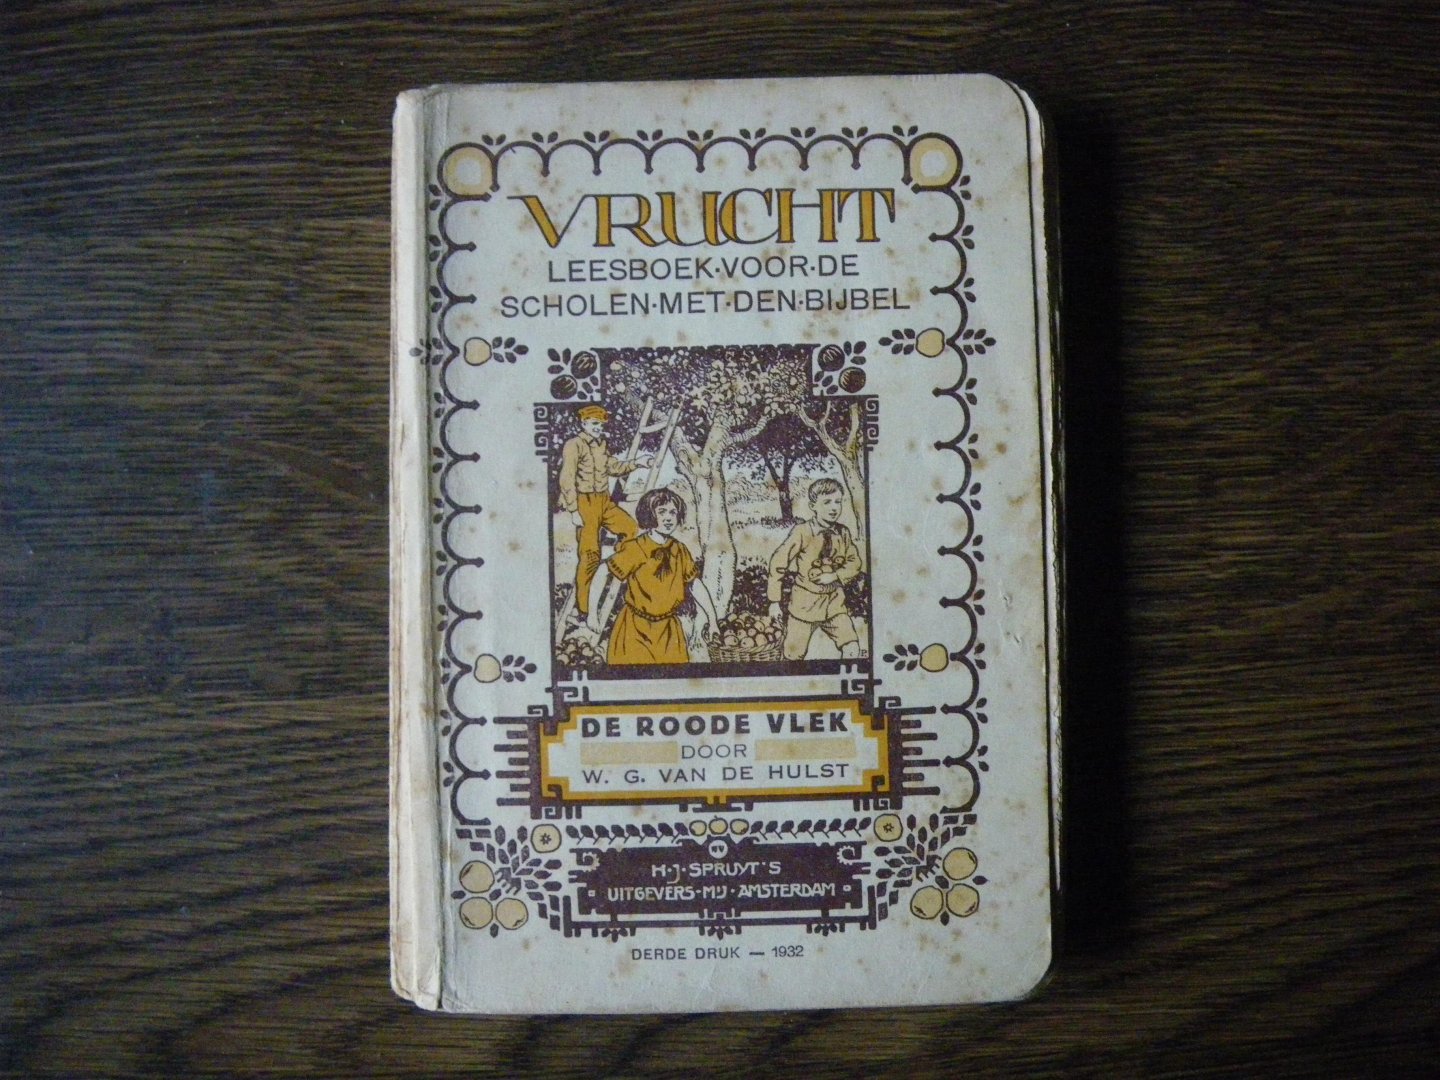 VRUCHT
LEESBOEK·VOOR·DE
SCHOLEN·MET·DEN·BIJBEL
DE ROODE VLEK
DOOR
W. G. VAN DE HULST
H·J·SPRUYT'S
UITGEVERS·MIJ·AMSTERDAM
DERDE DRUK — 1932